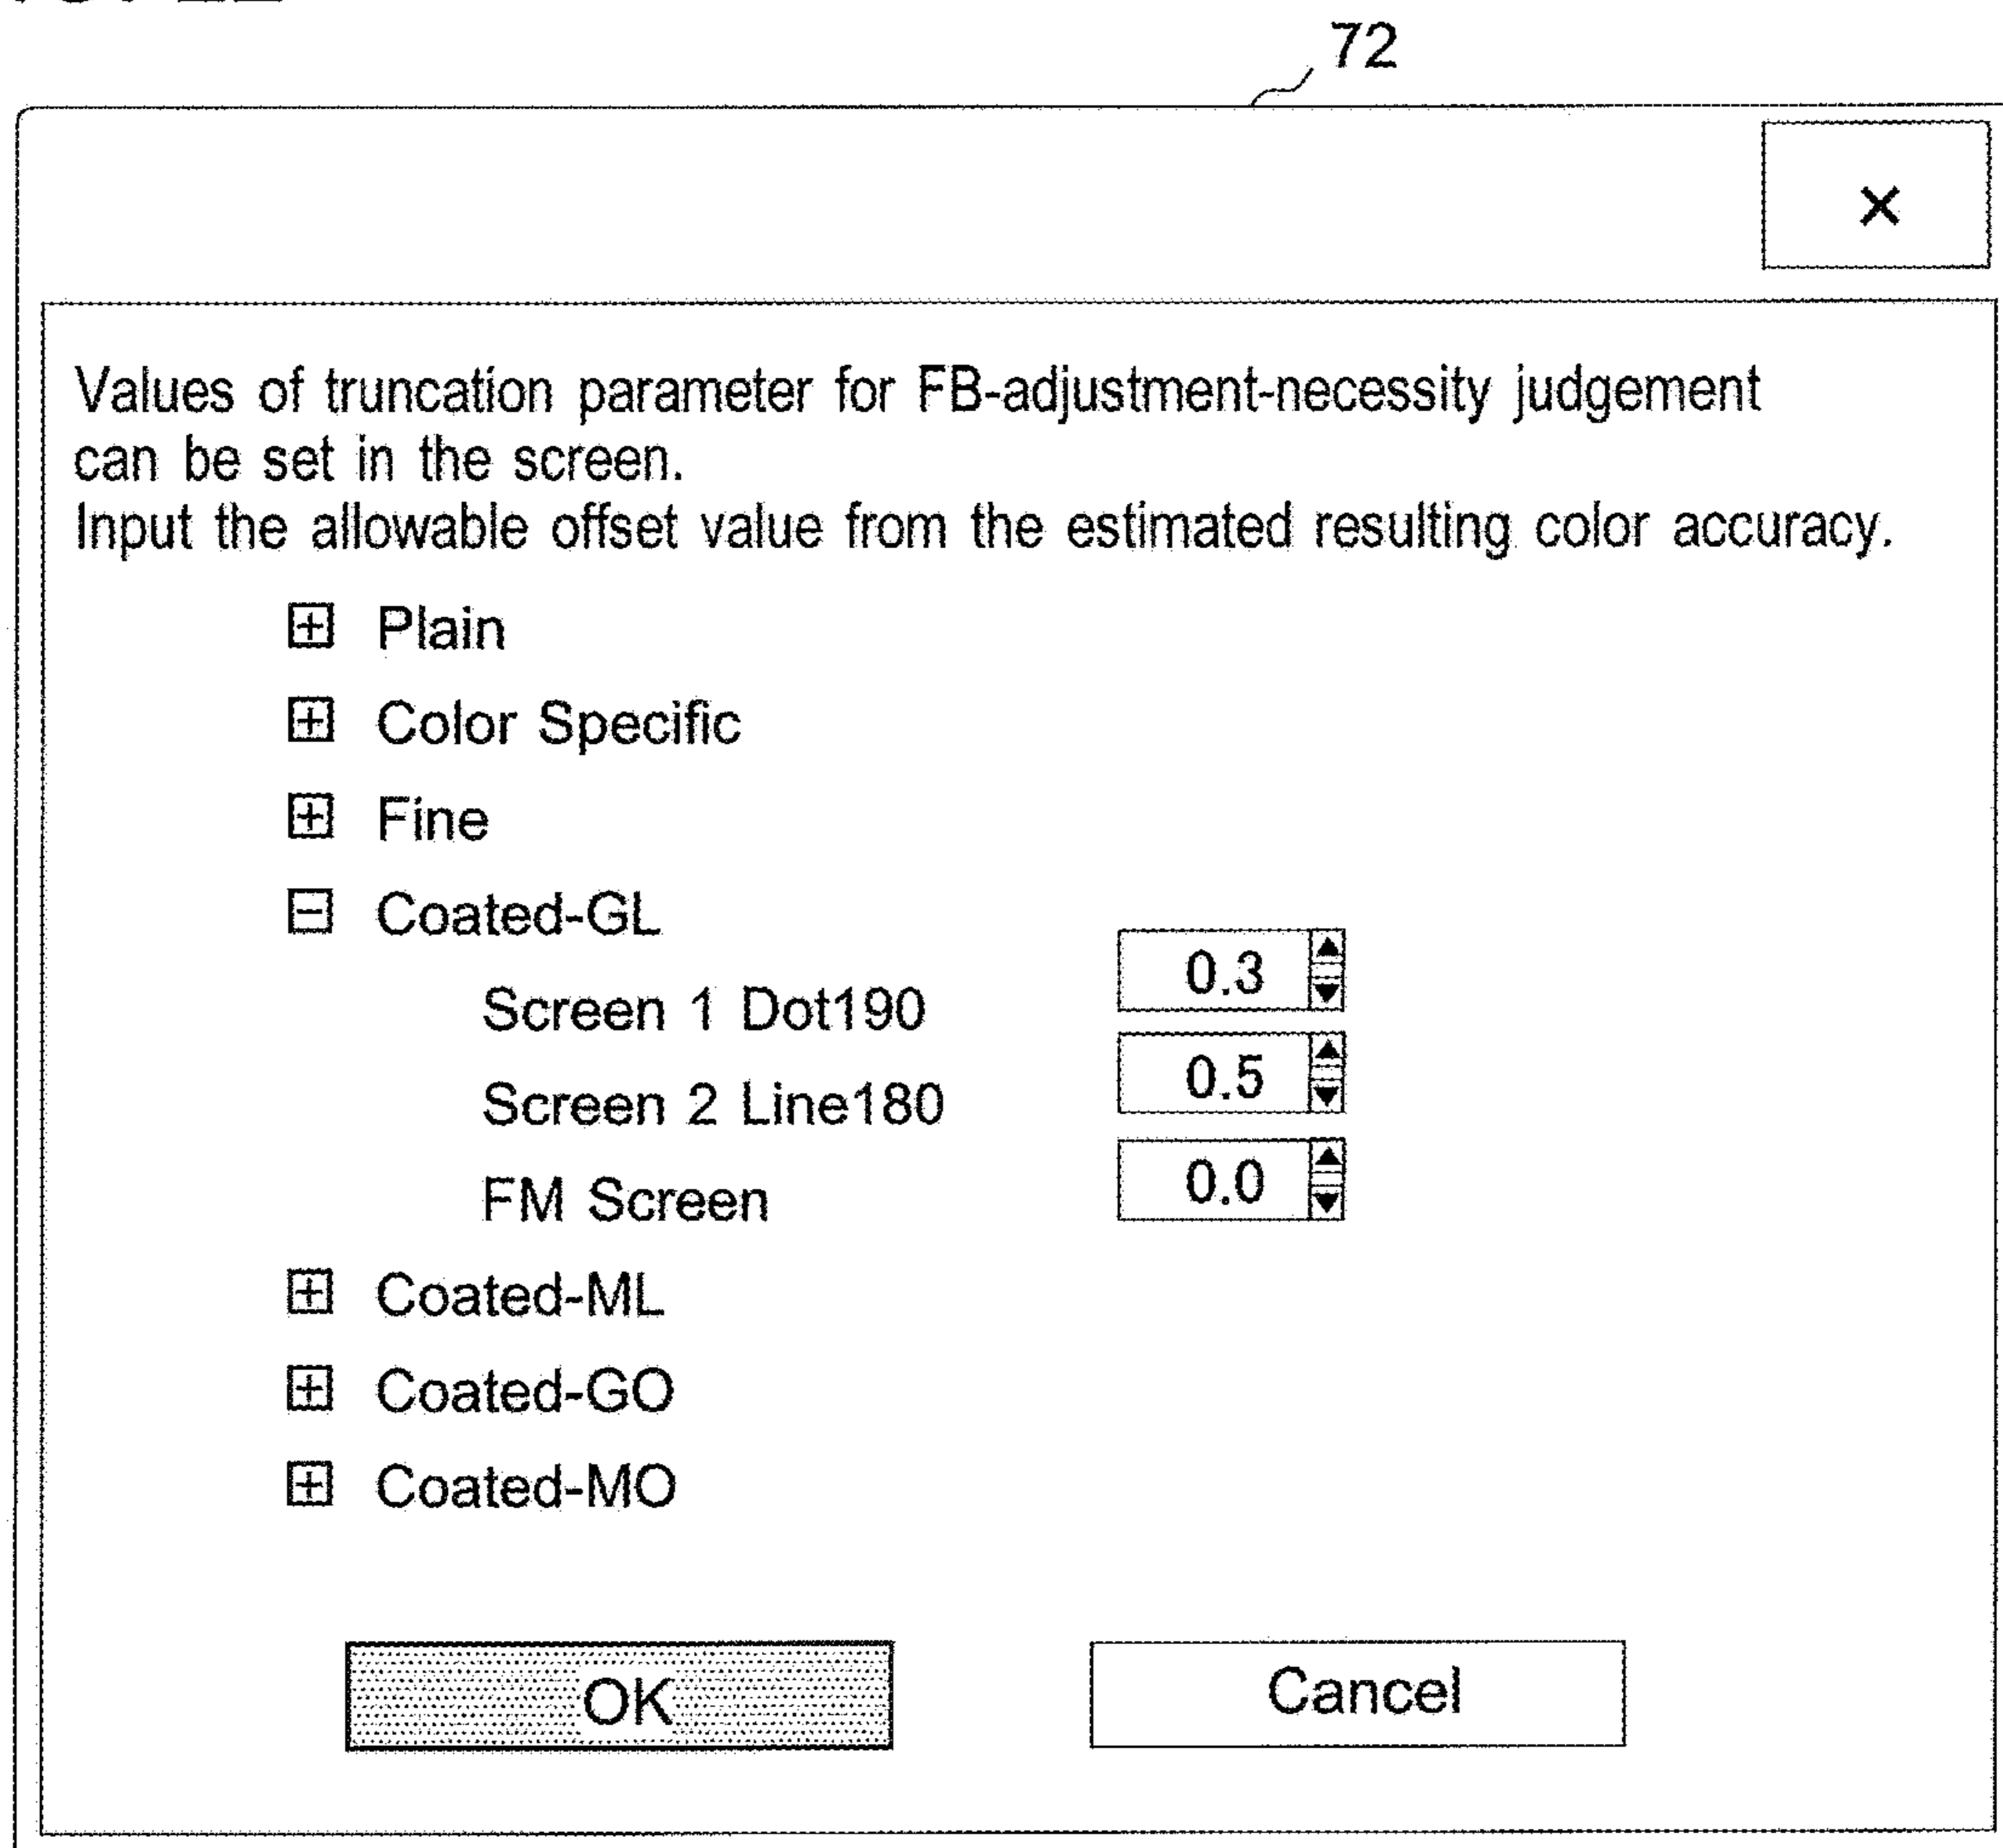 72
×
Values of truncation parameter for FB-adjustment-necessity judgement
can be set in the screen.
Input the allowable offset value from the estimated resulting color accuracy.
Plain
Color Specific
Fine
Coated-GL
Screen 1 Dot190 0.3
Screen 2 Line180 0.5
FM Screen 0.0
Coated-ML
Coated-GO
Coated-MO
OK Cancel